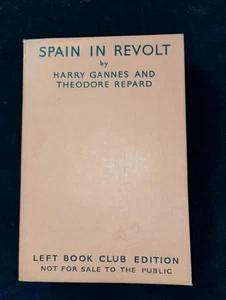 SPAIN IN REVOLT
by
HARRY GANNES AND
THEODORE REPARD
LEFT BOOK CLUB EDITION
NOT FOR SALE TO THE PUBLIC